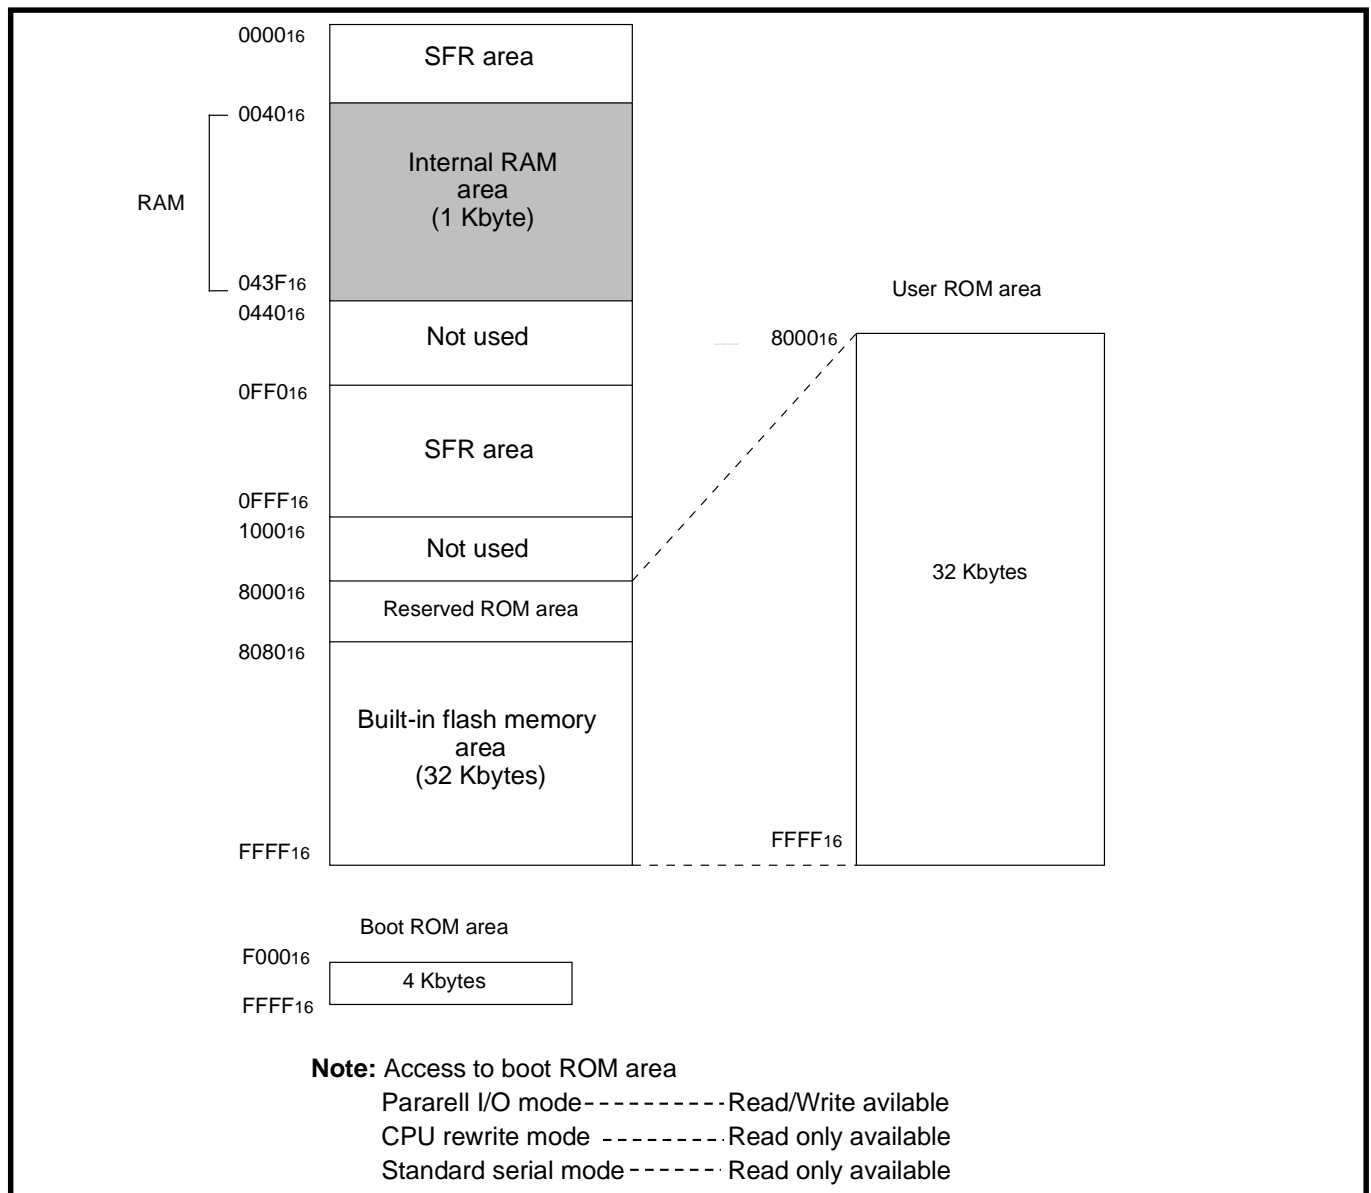 000016
SFR area
004016
Internal RAM
area
(1 Kbyte)
RAM
043F16
044016
Not used
0FF016
SFR area
0FFF16
100016
Not used
800016
Reserved ROM area
808016
Built-in flash memory
area
(32 Kbytes)
FFFF16
User ROM area
800016
32 Kbytes
FFFF16
Boot ROM area
F00016
4 Kbytes
FFFF16
Note: Access to boot ROM area
Pararell I/O mode----------Read/Write avilable
CPU rewrite mode -------Read only available
Standard serial mode------Read only available